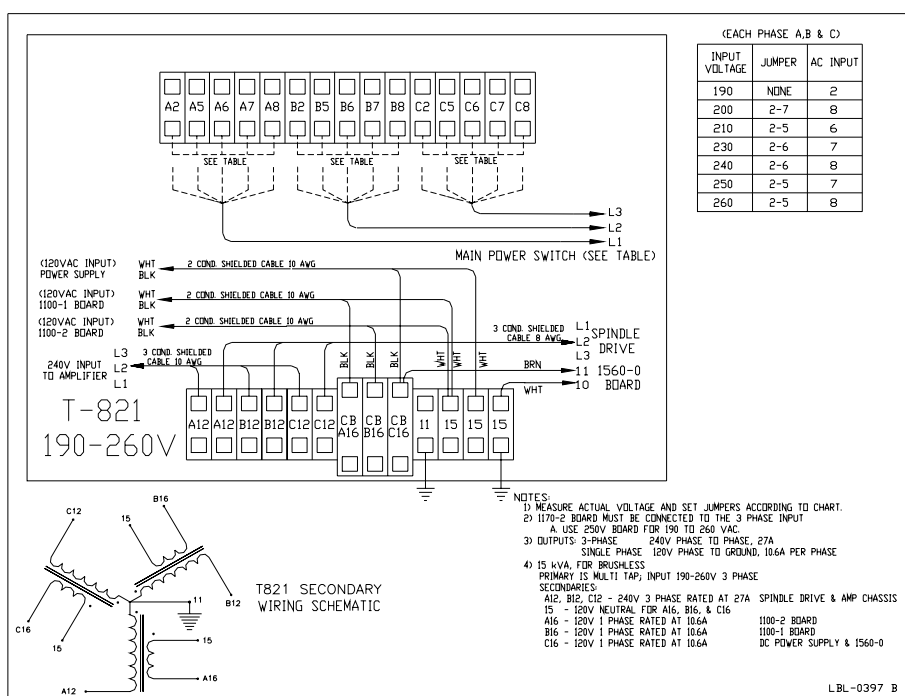 (EACH PHASE A,B & C)
INPUT VOLTAGE JUMPER AC INPUT
190 NONE 2
200 2-7 8
210 2-5 6
230 2-6 7
240 2-6 8
250 2-5 7
260 2-5 8
A2 A5 A6 A7 A8 B2 B5 B6 B7 B8 C2 C5 C6 C7 C8
SEE TABLE SEE TABLE SEE TABLE
L3
L2
L1
MAIN POWER SWITCH (SEE TABLE)
(120VAC INPUT) WHT 2 COND. SHIELDED CABLE 10 AWG
POWER SUPPLY BLK
(120VAC INPUT) WHT 2 COND. SHIELDED CABLE 10 AWG
1100-1 BOARD BLK
(120VAC INPUT) WHT 2 COND. SHIELDED CABLE 10 AWG
1100-2 BOARD BLK
3 COND. SHIELDED
CABLE 8 AWG
L1
L2
L3
SPINDLE
DRIVE
L3
L2
L1
3 COND. SHIELDED
CABLE 10 AWG
240V INPUT
TO AMPLIFIER
BLK BLK BLK WHT WHT WHT
BRN
11 1560-0
10 BOARD
WHT
T-821
190-260V
A12 A12 B12 B12 C12 C12 CB A16 CB B16 CB C16 11 15 15 15
B16
C12
15
B12
11
C16
15
15
A16
A12
T821 SECONDARY
WIRING SCHEMATIC
NOTES:
1) MEASURE ACTUAL VOLTAGE AND SET JUMPERS ACCORDING TO CHART.
2) 1170-2 BOARD MUST BE CONNECTED TO THE 3 PHASE INPUT
A. USE 250V BOARD FOR 190 TO 260 VAC.
3) OUTPUTS: 3-PHASE 240V PHASE TO PHASE, 27A
SINGLE PHASE 120V PHASE TO GROUND, 10.6A PER PHASE
4) 15 kVA, FOR BRUSHLESS
PRIMARY IS MULTI TAP; INPUT 190-260V 3 PHASE
SECONDARIES:
A12, B12, C12 - 240V 3 PHASE RATED AT 27A SPINDLE DRIVE & AMP CHASSIS
15 - 120V NEUTRAL FOR A16, B16, & C16
A16 - 120V 1 PHASE RATED AT 10.6A 1100-2 BOARD
B16 - 120V 1 PHASE RATED AT 10.6A 1100-1 BOARD
C16 - 120V 1 PHASE RATED AT 10.6A DC POWER SUPPLY & 1560-0
LBL-0397 B